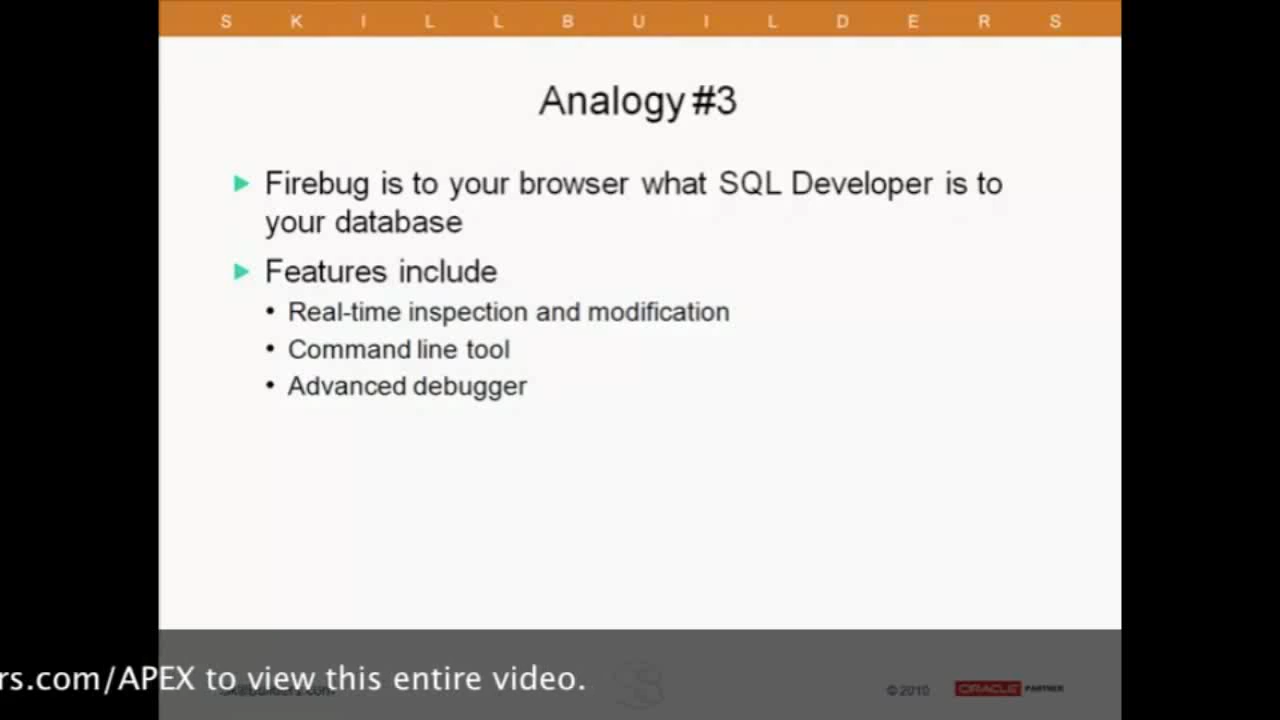 SKILLBUILDERS
Analogy #3
Firebug is to your browser what SQL Developer is to
your database
Features include
• Real-time inspection and modification
• Command line tool
• Advanced debugger
rs.com/APEX to view this entire video.
© 2010 ORACLE PARTNER